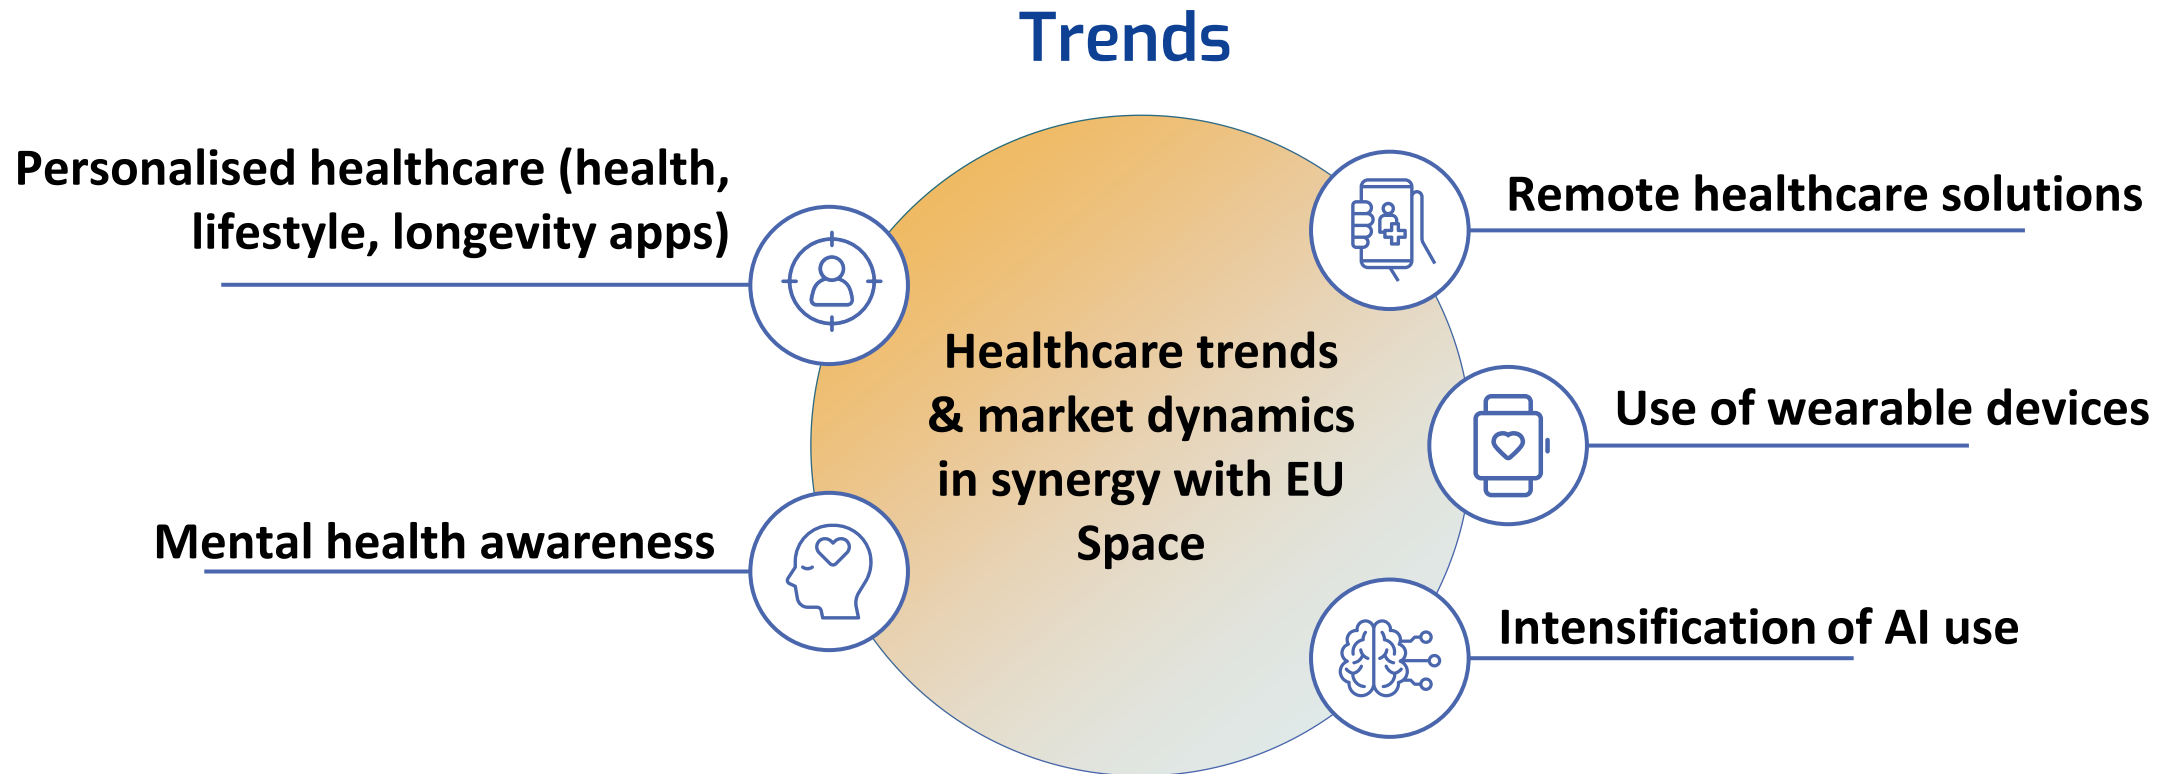 Trends
Personalised healthcare (health,
lifestyle, longevity apps)
Mental health awareness
Healthcare trends
& market dynamics
in synergy with EU
Space
Remote healthcare solutions
Use of wearable devices
Intensification of AI use